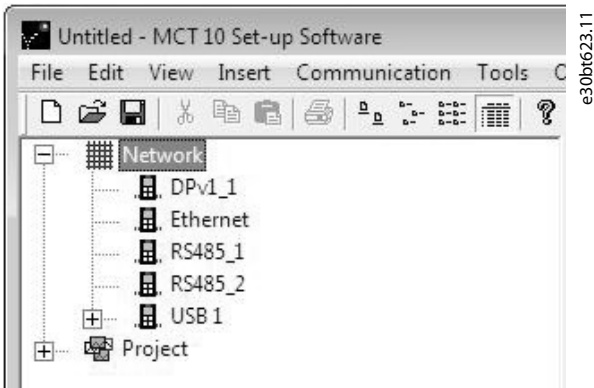 Untitled - MCT 10 Set-up Software
File Edit View Insert Communication Tools
Network
DPv1_1
Ethernet
RS485_1
RS485_2
USB 1
Project
e30bt623.11